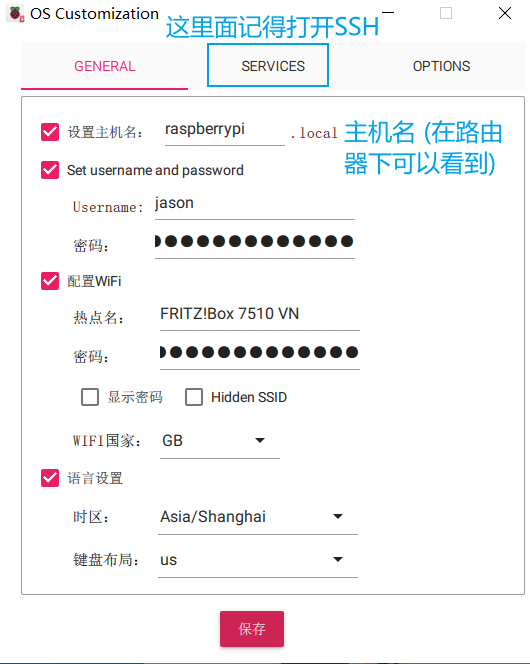 OS Customization
这里面记得打开SSH
GENERAL
SERVICES
OPTIONS
设置主机名： raspberrypi .local
主机名 (在路由
器下可以看到)
Set username and password
Username: jason
密码： ●●●●●●●●●●●●●
配置WiFi
热点名： FRITZ!Box 7510 VN
密码： ●●●●●●●●●●●●●
显示密码
Hidden SSID
WIFI国家： GB
语言设置
时区： Asia/Shanghai
键盘布局： us
保存